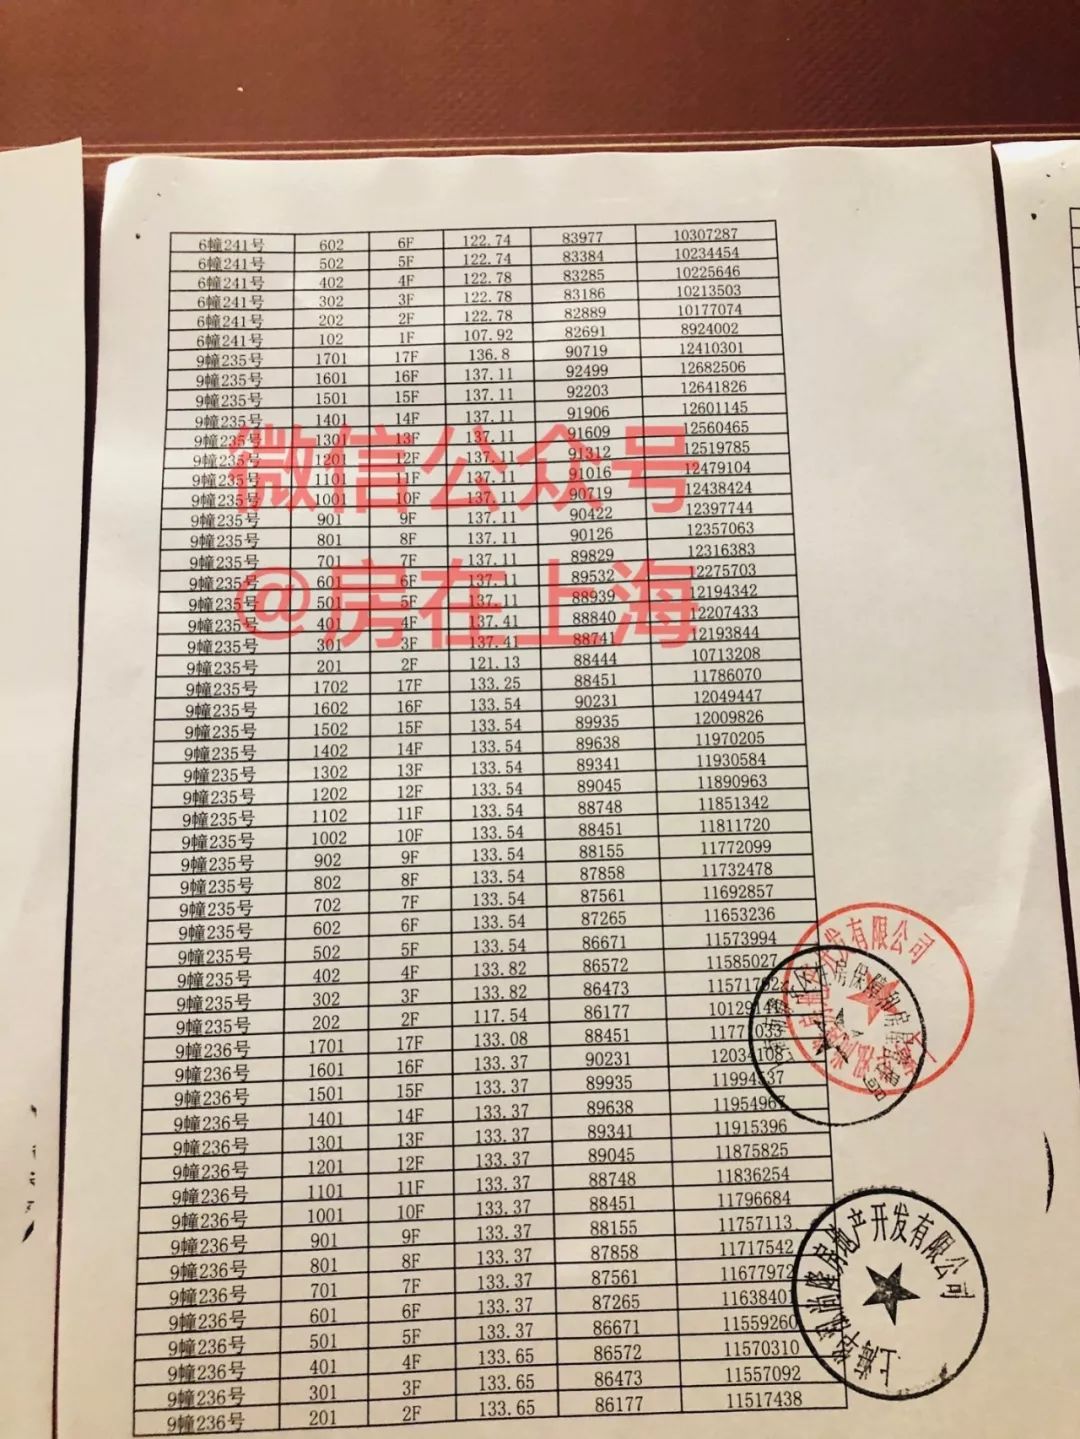 6幢241号 602 6F 122.74 83977 10307287
6幢241号 502 5F 122.74 83384 10234454
6幢241号 402 4F 122.78 83285 10225646
6幢241号 302 3F 122.78 83186 10213503
6幢241号 202 2F 122.78 82889 10177074
6幢241号 102 1F 107.92 82691 8924002
9幢235号 1701 17F 136.8 90719 12410301
9幢235号 1601 16F 137.11 92499 12682506
9幢235号 1501 15F 137.11 92203 12641826
9幢235号 1401 14F 137.11 91906 12601145
9幢235号 1301 13F 137.11 91609 12560465
9幢235号 1201 12F 137.11 91312 12519785
9幢235号 1101 11F 137.11 91016 12479104
9幢235号 1001 10F 137.11 90719 12438424
9幢235号 901 9F 137.11 90422 12397744
9幢235号 801 8F 137.11 90126 12357063
9幢235号 701 7F 137.11 89829 12316383
9幢235号 601 6F 137.11 89532 12275703
9幢235号 501 5F 137.11 88939 12194342
9幢235号 401 4F 137.41 88840 12207433
9幢235号 301 3F 137.41 88741 12193844
9幢235号 201 2F 121.13 88444 10713208
9幢235号 1702 17F 133.25 88451 11786070
9幢235号 1602 16F 133.54 90231 12049447
9幢235号 1502 15F 133.54 89935 12009826
9幢235号 1402 14F 133.54 89638 11970205
9幢235号 1302 13F 133.54 89341 11930584
9幢235号 1202 12F 133.54 89045 11890963
9幢235号 1102 11F 133.54 88748 11851342
9幢235号 1002 10F 133.54 88451 11811720
9幢235号 902 9F 133.54 88155 11772099
9幢235号 802 8F 133.54 87858 11732478
9幢235号 702 7F 133.54 87561 11692857
9幢235号 602 6F 133.54 87265 11653236
9幢235号 502 5F 133.54 86671 11573994
9幢235号 402 4F 133.82 86572 11585027
9幢235号 302 3F 133.82 86473 11571792
9幢235号 202 2F 117.54 86177
9幢236号 1701 17F 133.08 88451 11771033
9幢236号 1601 16F 133.37 90231 12034108
9幢236号 1501 15F 133.37 89935 11994537
9幢236号 1401 14F 133.37 89638 11954967
9幢236号 1301 13F 133.37 89341 11915396
9幢236号 1201 12F 133.37 89045 11875825
9幢236号 1101 11F 133.37 88748 11836254
9幢236号 1001 10F 133.37 88451 11796684
9幢236号 901 9F 133.37 88155 11757113
9幢236号 801 8F 133.37 87858 11717542
9幢236号 701 7F 133.37 87561 11677972
9幢236号 601 6F 133.37 87265 11638401
9幢236号 501 5F 133.37 86671 11559260
9幢236号 401 4F 133.65 86572 11570310
9幢236号 301 3F 133.65 86473 11557092
9幢236号 201 2F 133.65 86177 11517438
微信公众号
@房在上海
发有限公司
房地产开发有限公司